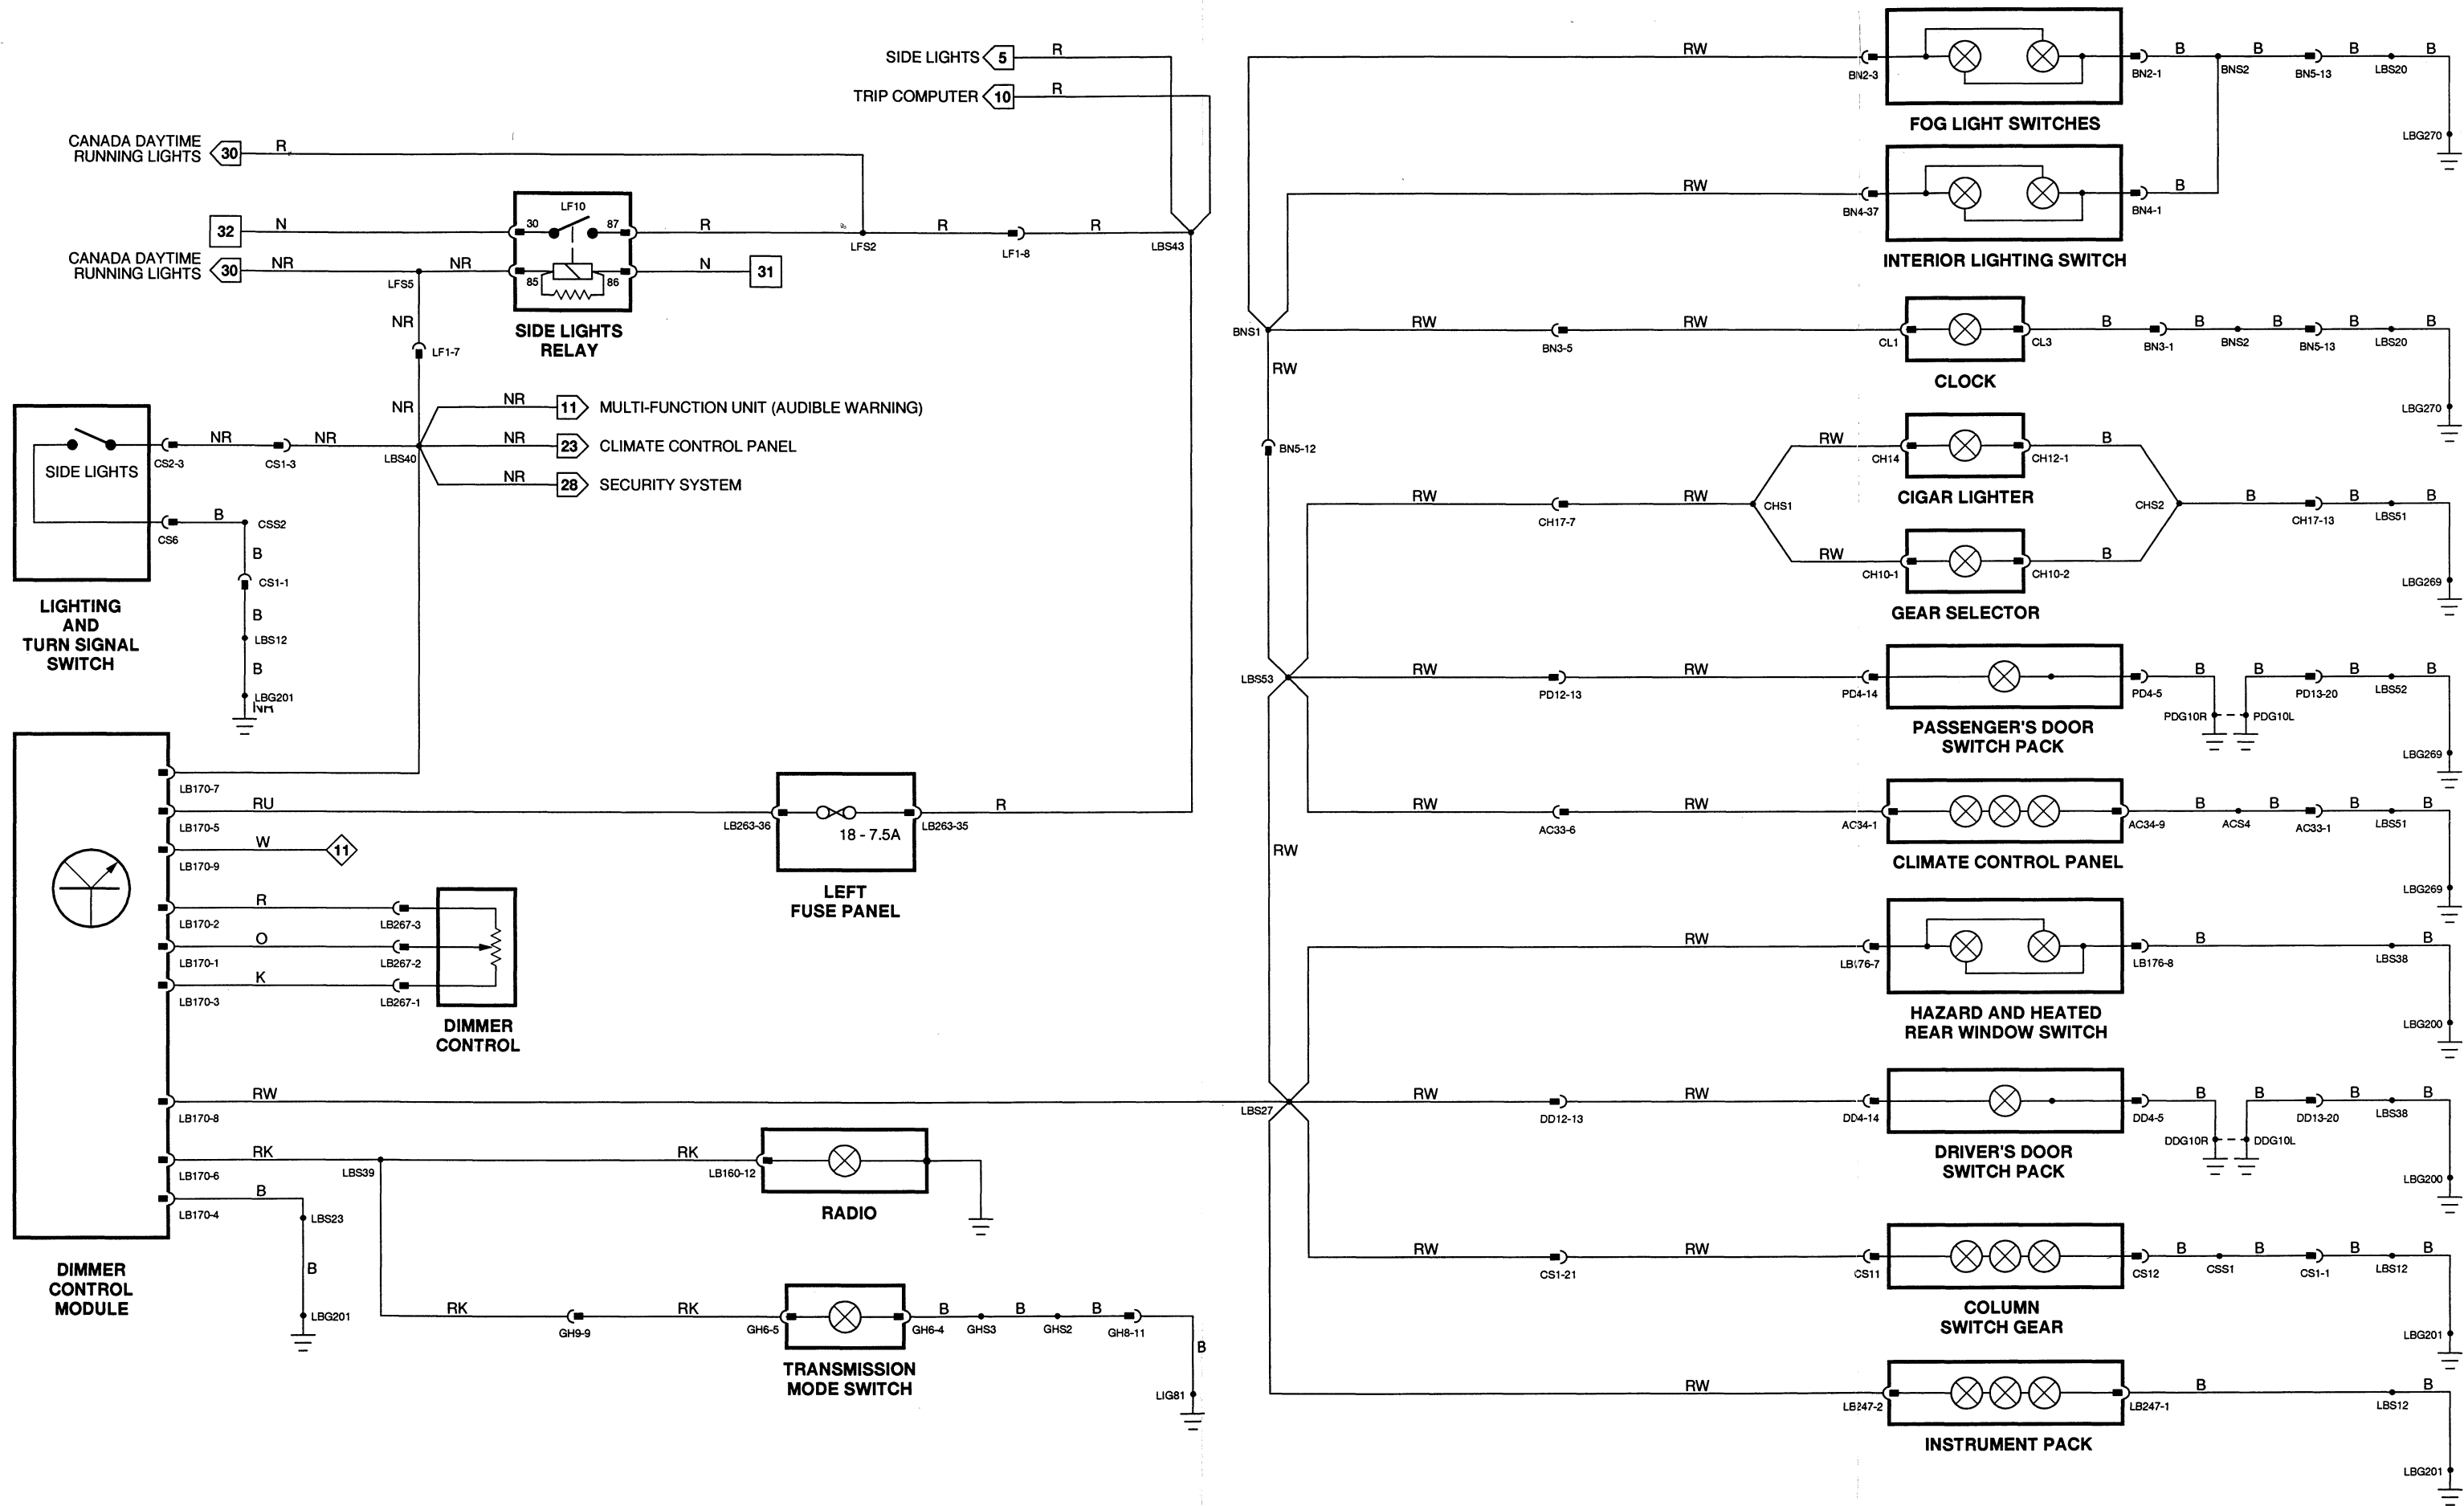 SIDE LIGHTS 5 R
TRIP COMPUTER 10 R
CANADA DAYTIME
RUNNING LIGHTS 30 R
32 N
LF10
30 87
R
LFS2
R
LF1-8
R
LBS43
CANADA DAYTIME
RUNNING LIGHTS 30 NR
LFS5
NR
85 86
N 31
SIDE LIGHTS
RELAY
NR
LF1-7
NR
NR 11 MULTI-FUNCTION UNIT (AUDIBLE WARNING)
NR 23 CLIMATE CONTROL PANEL
NR 28 SECURITY SYSTEM
SIDE LIGHTS
CS2-3
NR
CS1-3
NR
LBS40
CS6
B
CSS2
B
CS1-1
B
LBS12
B
LBG201
NR
LIGHTING
AND
TURN SIGNAL
SWITCH
LB170-7
RU
LB170-5
LB263-36
18 - 7.5A
LB263-35
R
LEFT
FUSE PANEL
W 11
LB170-9
R
LB170-2
LB267-3
O
LB170-1
LB267-2
K
LB170-3
LB267-1
DIMMER
CONTROL
RW
LB170-8
LBS27
RK
LB170-6
LBS39
RK
LB160-12
RADIO
B
LB170-4
LBS23
B
LBG201
DIMMER
CONTROL
MODULE
RK
GH9-9
RK
GH6-5
GH6-4
B
GHS3
B
GHS2
B
GH8-11
B
LIG81
TRANSMISSION
MODE SWITCH
RW
BN2-3
BN2-1
B
BNS2
B
BN5-13
B
LBS20
B
LBG270
FOG LIGHT SWITCHES
RW
BN4-37
BN4-1
B
INTERIOR LIGHTING SWITCH
BNS1
RW
BN3-5
RW
CL1
CL3
B
BN3-1
B
BNS2
B
BN5-13
B
LBS20
B
LBG270
CLOCK
RW
BN5-12
RW
CH17-7
RW
CHS1
RW
CH14
CH12-1
B
CIGAR LIGHTER
RW
CH10-1
CH10-2
B
GEAR SELECTOR
CHS2
B
CH17-13
B
LBS51
B
LBG269
LBS53
RW
PD12-13
RW
PD4-14
PD4-5
B
PDG10R
PDG10L
B
PD13-20
B
LBS52
B
LBG269
PASSENGER'S DOOR
SWITCH PACK
RW
RW
AC33-6
RW
AC34-1
AC34-9
B
ACS4
B
AC33-1
B
LBS51
B
LBG269
CLIMATE CONTROL PANEL
RW
LB176-7
LB176-8
B
LBS38
B
LBG200
HAZARD AND HEATED
REAR WINDOW SWITCH
RW
DD12-13
RW
DD4-14
DD4-5
B
DDG10R
DDG10L
B
DD13-20
B
LBS38
B
LBG200
DRIVER'S DOOR
SWITCH PACK
RW
CS1-21
RW
CS11
CS12
B
CSS1
B
CS1-1
B
LBS12
B
LBG201
COLUMN
SWITCH GEAR
RW
LB247-2
LB247-1
B
LBS12
B
LBG201
INSTRUMENT PACK